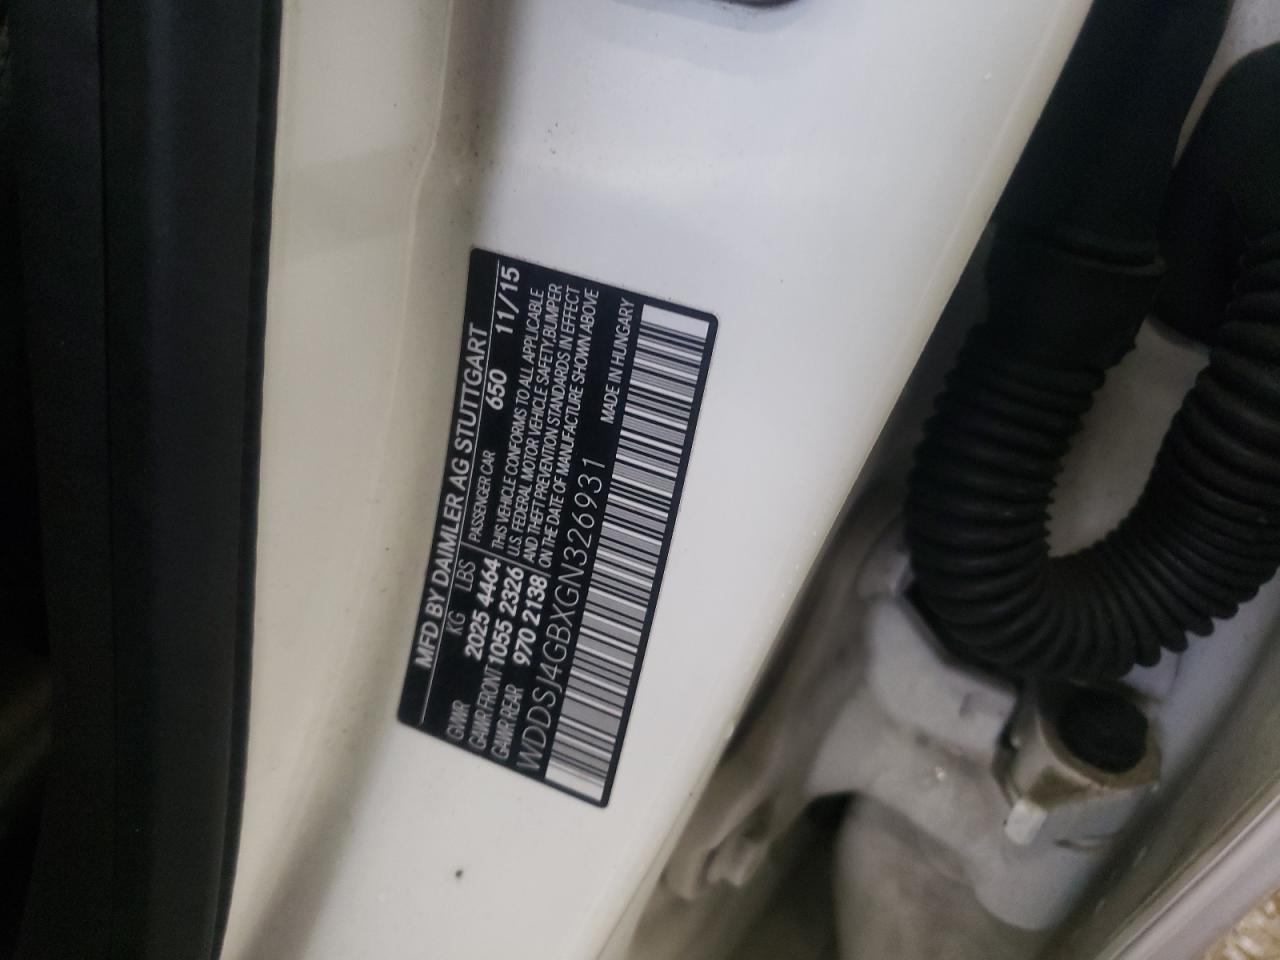 MFD BY DAIMLER AG STUTTGART
KG LBS PASSENGER CAR 650 11/15
GVWR 2025 4464 THIS VEHICLE CONFORMS TO ALL APPLICABLE
GAWR FRONT 1055 2326 U.S. FEDERAL MOTOR VEHICLE SAFETY,BUMPER
GAWR REAR 970 2138 AND THEFT PREVENTION STANDARDS IN EFFECT
ON THE DATE OF MANUFACTURE SHOWN ABOVE
WDDSJ4GBXGN326931 MADE IN HUNGARY